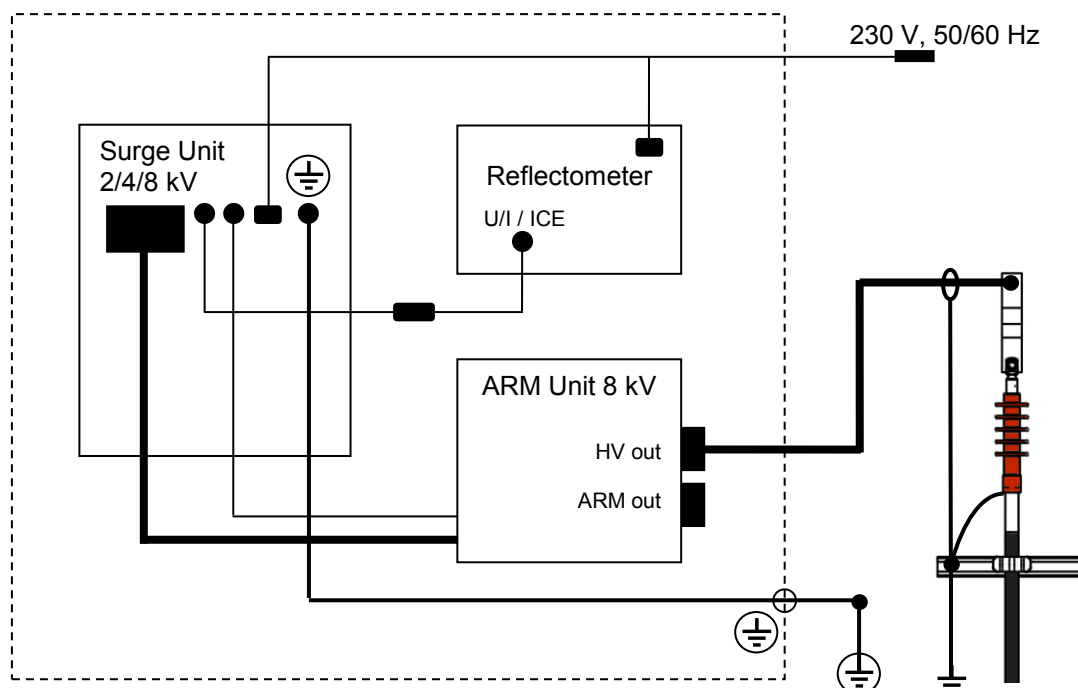 230 V, 50/60 Hz
Surge Unit
2/4/8 kV
Reflectometer
U/I / ICE
ARM Unit 8 kV
HV out
ARM out